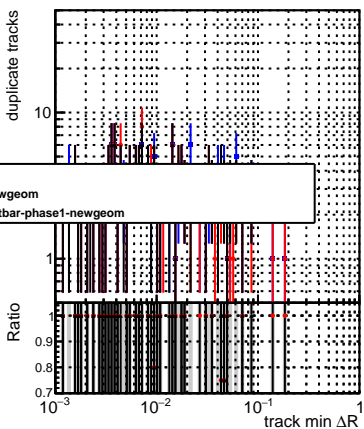 duplicate tracks
10
wgeom
tbar-phase1-newgeom
1
Ratio
1
0.9
0.8
0.7
10⁻³ 10⁻² 10⁻¹ 1
track min ΔR